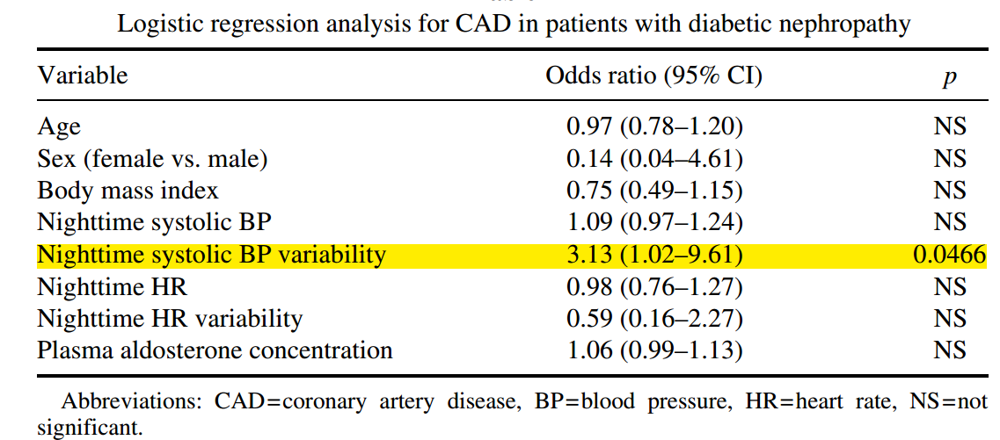 Logistic regression analysis for CAD in patients with diabetic nephropathy
Variable Odds ratio (95% CI) p
Age 0.97 (0.78–1.20) NS
Sex (female vs. male) 0.14 (0.04–4.61) NS
Body mass index 0.75 (0.49–1.15) NS
Nighttime systolic BP 1.09 (0.97–1.24) NS
Nighttime systolic BP variability 3.13 (1.02–9.61) 0.0466
Nighttime HR 0.98 (0.76–1.27) NS
Nighttime HR variability 0.59 (0.16–2.27) NS
Plasma aldosterone concentration 1.06 (0.99–1.13) NS
Abbreviations: CAD=coronary artery disease, BP=blood pressure, HR=heart rate, NS=not
significant.